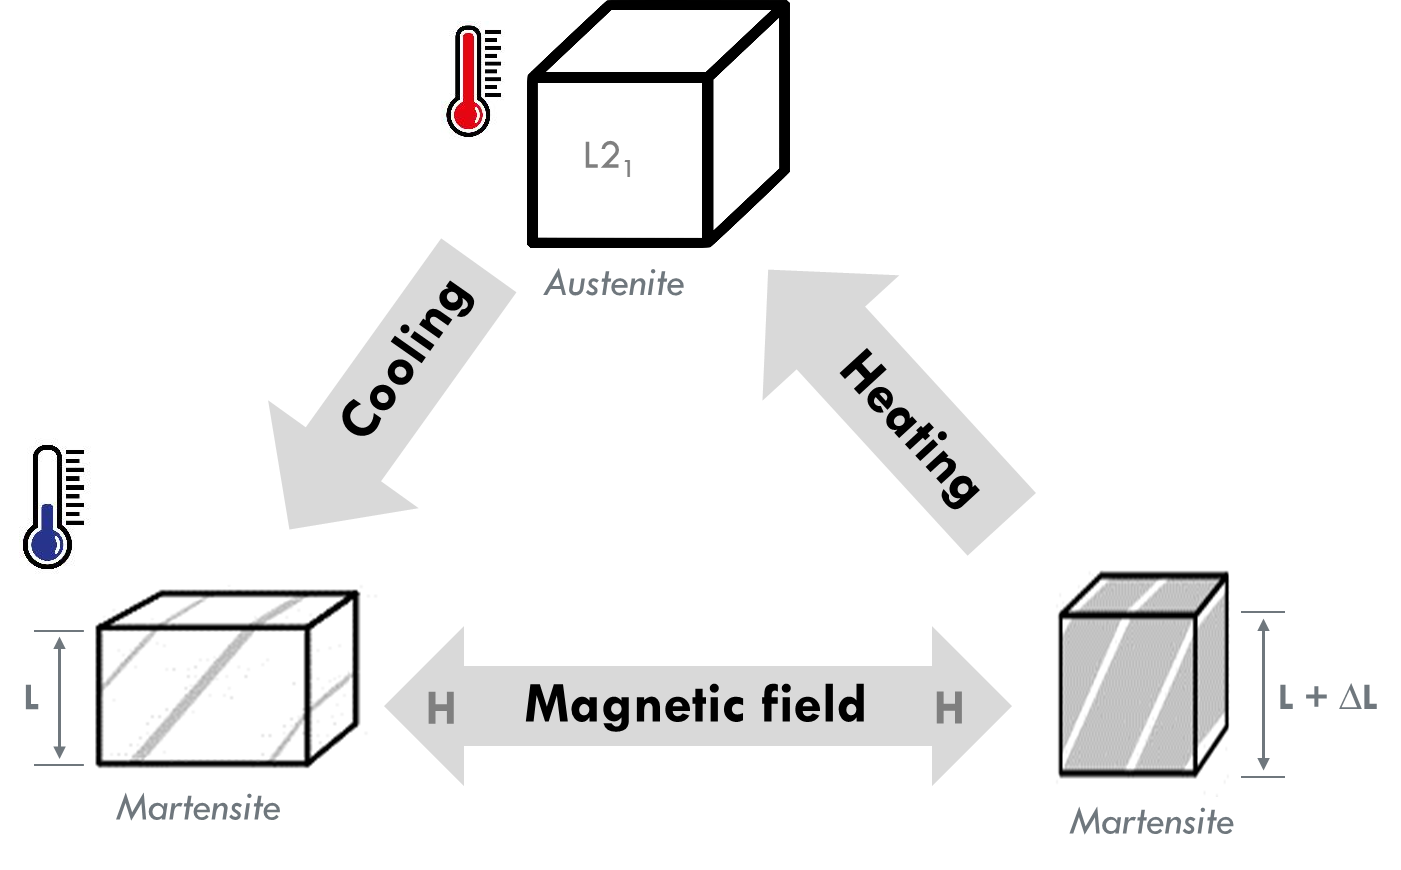 L2₁
Austenite
Cooling
Heating
L
H Magnetic field H
L + ΔL
Martensite
Martensite